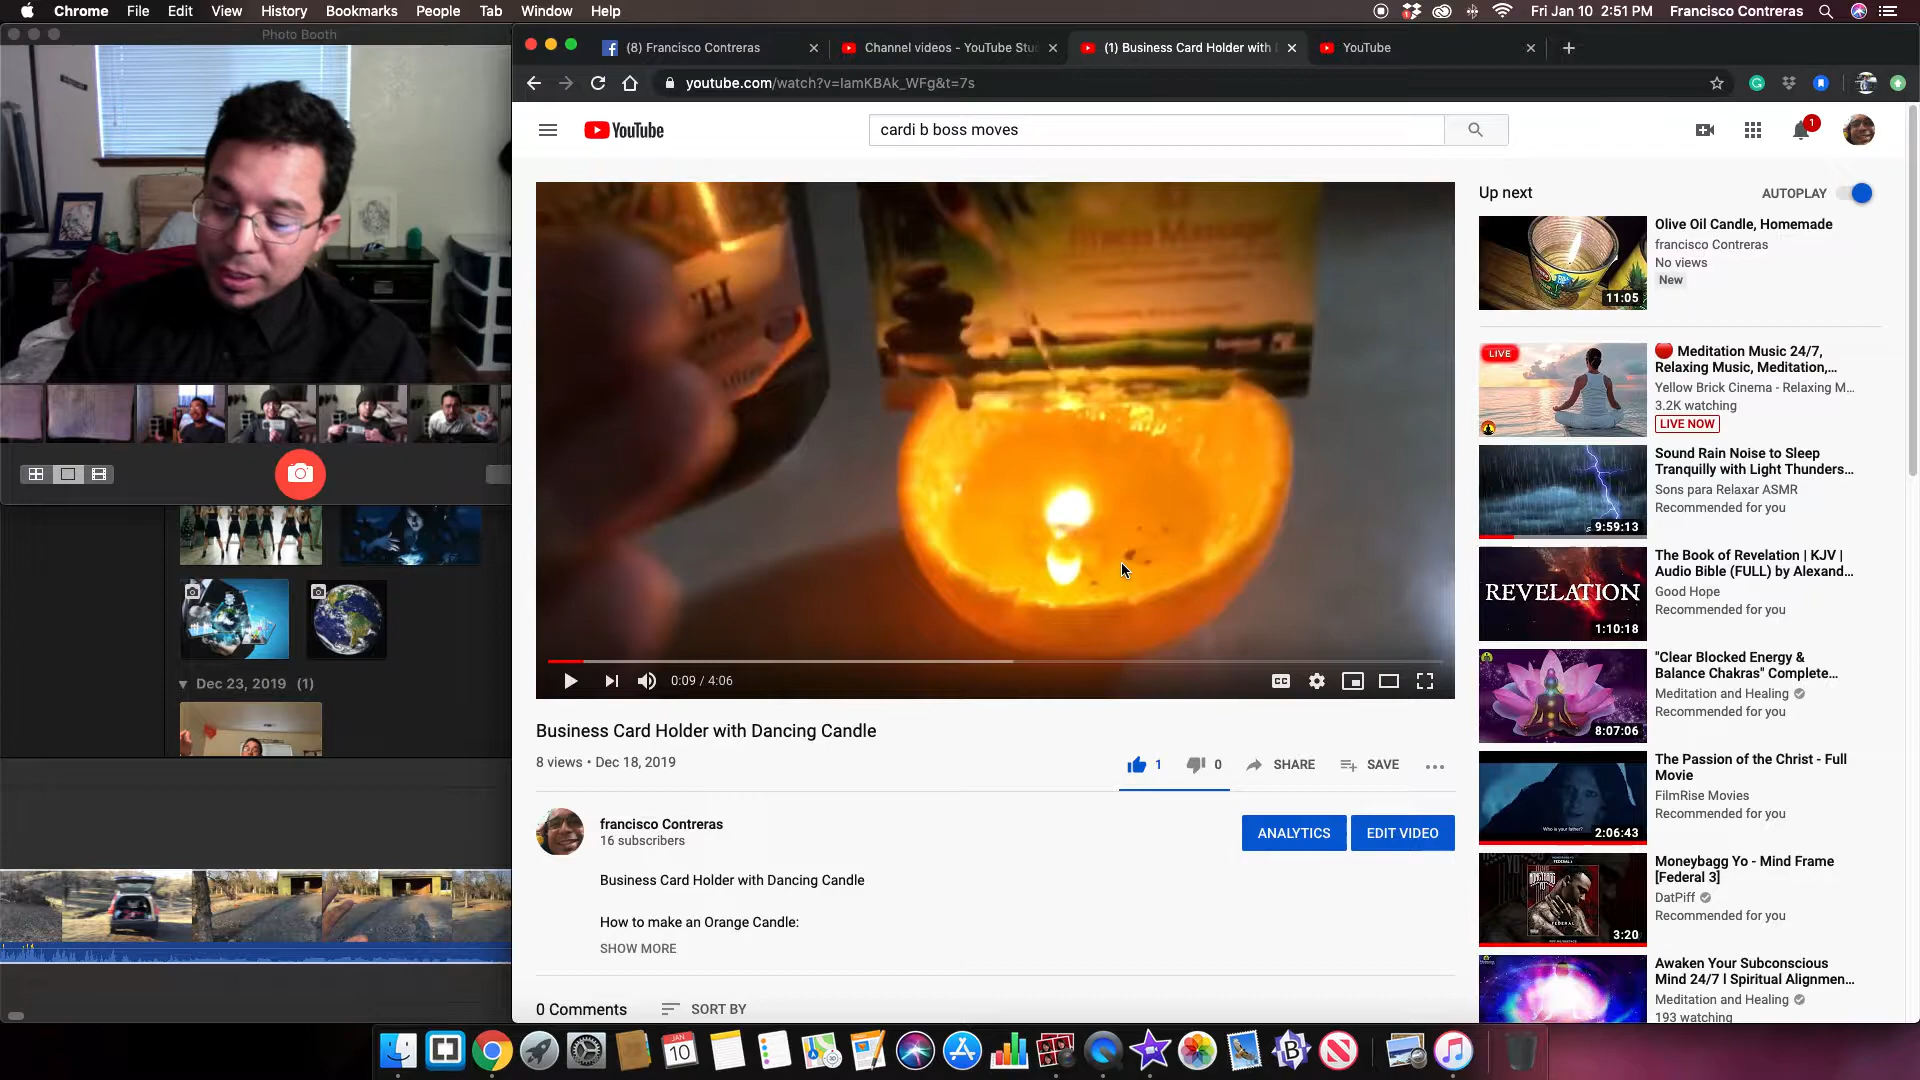 Chrome File Edit View History Bookmarks People Tab Window Help
Fri Jan 10 2:51 PM Francisco Contreras
Photo Booth
(8) Francisco Contreras
Channel videos - YouTube Stu
(1) Business Card Holder with
YouTube
youtube.com/watch?v=IamKBAk_WFg&t=7s
YouTube
cardi b boss moves
1
Fitness Manager
0:09 / 4:06
CC
Business Card Holder with Dancing Candle
8 views • Dec 18, 2019
1 0 SHARE SAVE
francisco Contreras
16 subscribers
ANALYTICS EDIT VIDEO
Business Card Holder with Dancing Candle
How to make an Orange Candle:
SHOW MORE
0 Comments SORT BY
Up next AUTOPLAY
Olive Oil Candle, Homemade
francisco Contreras
No views
New
11:05
LIVE
Meditation Music 24/7,
Relaxing Music, Meditation,...
Yellow Brick Cinema - Relaxing M...
3.2K watching
LIVE NOW
Sound Rain Noise to Sleep
Tranquilly with Light Thunders...
Sons para Relaxar ASMR
Recommended for you
9:59:13
The Book of Revelation | KJV |
Audio Bible (FULL) by Alexand...
Good Hope
Recommended for you
REVELATION
1:10:18
"Clear Blocked Energy &
Balance Chakras" Complete...
Meditation and Healing
Recommended for you
8:07:06
The Passion of the Christ - Full
Movie
FilmRise Movies
Recommended for you
Who is your father?
2:06:43
Moneybagg Yo - Mind Frame
[Federal 3]
DatPiff
Recommended for you
3:20
Awaken Your Subconscious
Mind 24/7 I Spiritual Alignmen...
Meditation and Healing
193 watching
Dec 23, 2019 (1)
JAN
10